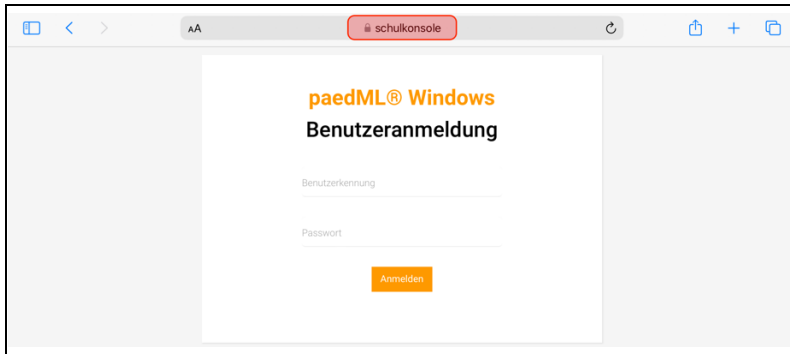 AA
schulkonsole
paedML® Windows
Benutzeranmeldung
Benutzerkennung
Passwort
Anmelden